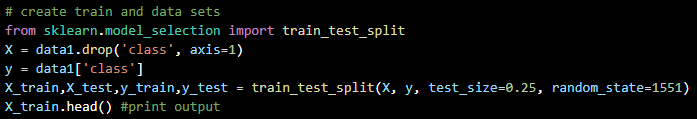 # create train and data sets
from sklearn.model_selection import train_test_split
X = data1.drop('class', axis=1)
y = data1['class']
X_train,X_test,y_train,y_test = train_test_split(X, y, test_size=0.25, random_state=1551)
X_train.head() #print output